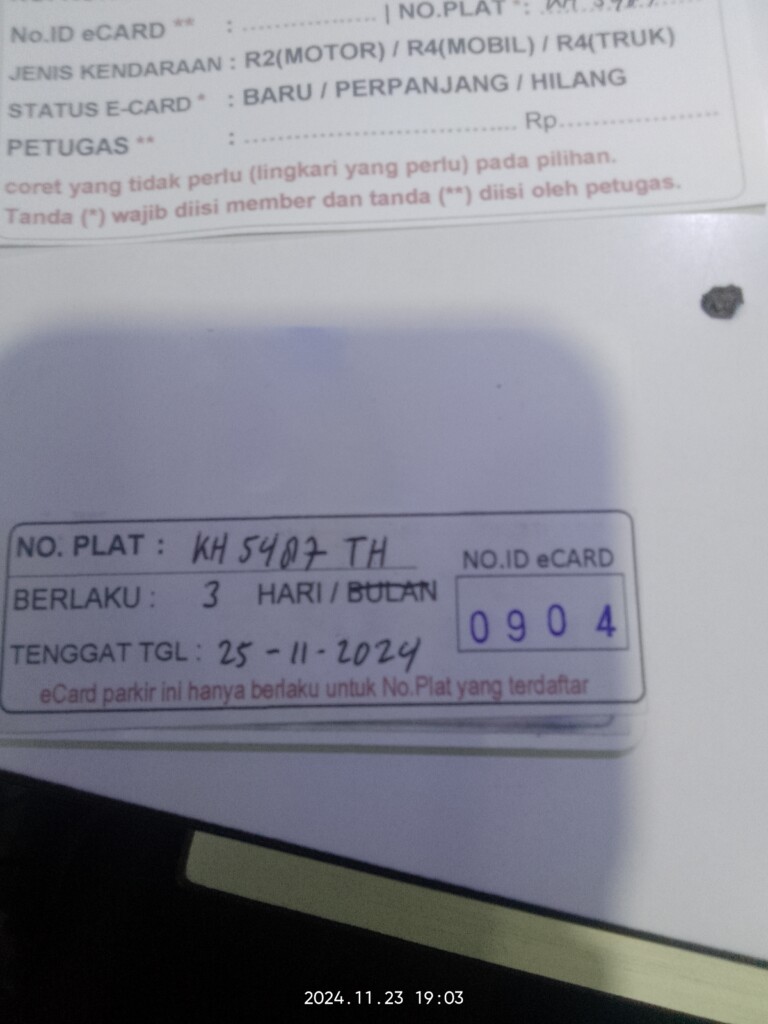 No.ID eCARD ** : .................... | NO.PLAT *:
JENIS KENDARAAN : R2(MOTOR) / R4(MOBIL) / R4(TRUK)
STATUS E-CARD * : BARU / PERPANJANG / HILANG
PETUGAS ** : ........................................ Rp.......................
coret yang tidak perlu (lingkari yang perlu) pada pilihan.
Tanda (*) wajib diisi member dan tanda (**) diisi oleh petugas.
NO. PLAT : KH 5487 TH
NO.ID eCARD
BERLAKU : 3 HARI / BULAN
0904
TENGGAT TGL : 25-11-2024
eCard parkir ini hanya berlaku untuk No.Plat yang terdaftar
2024.11.23 19:03